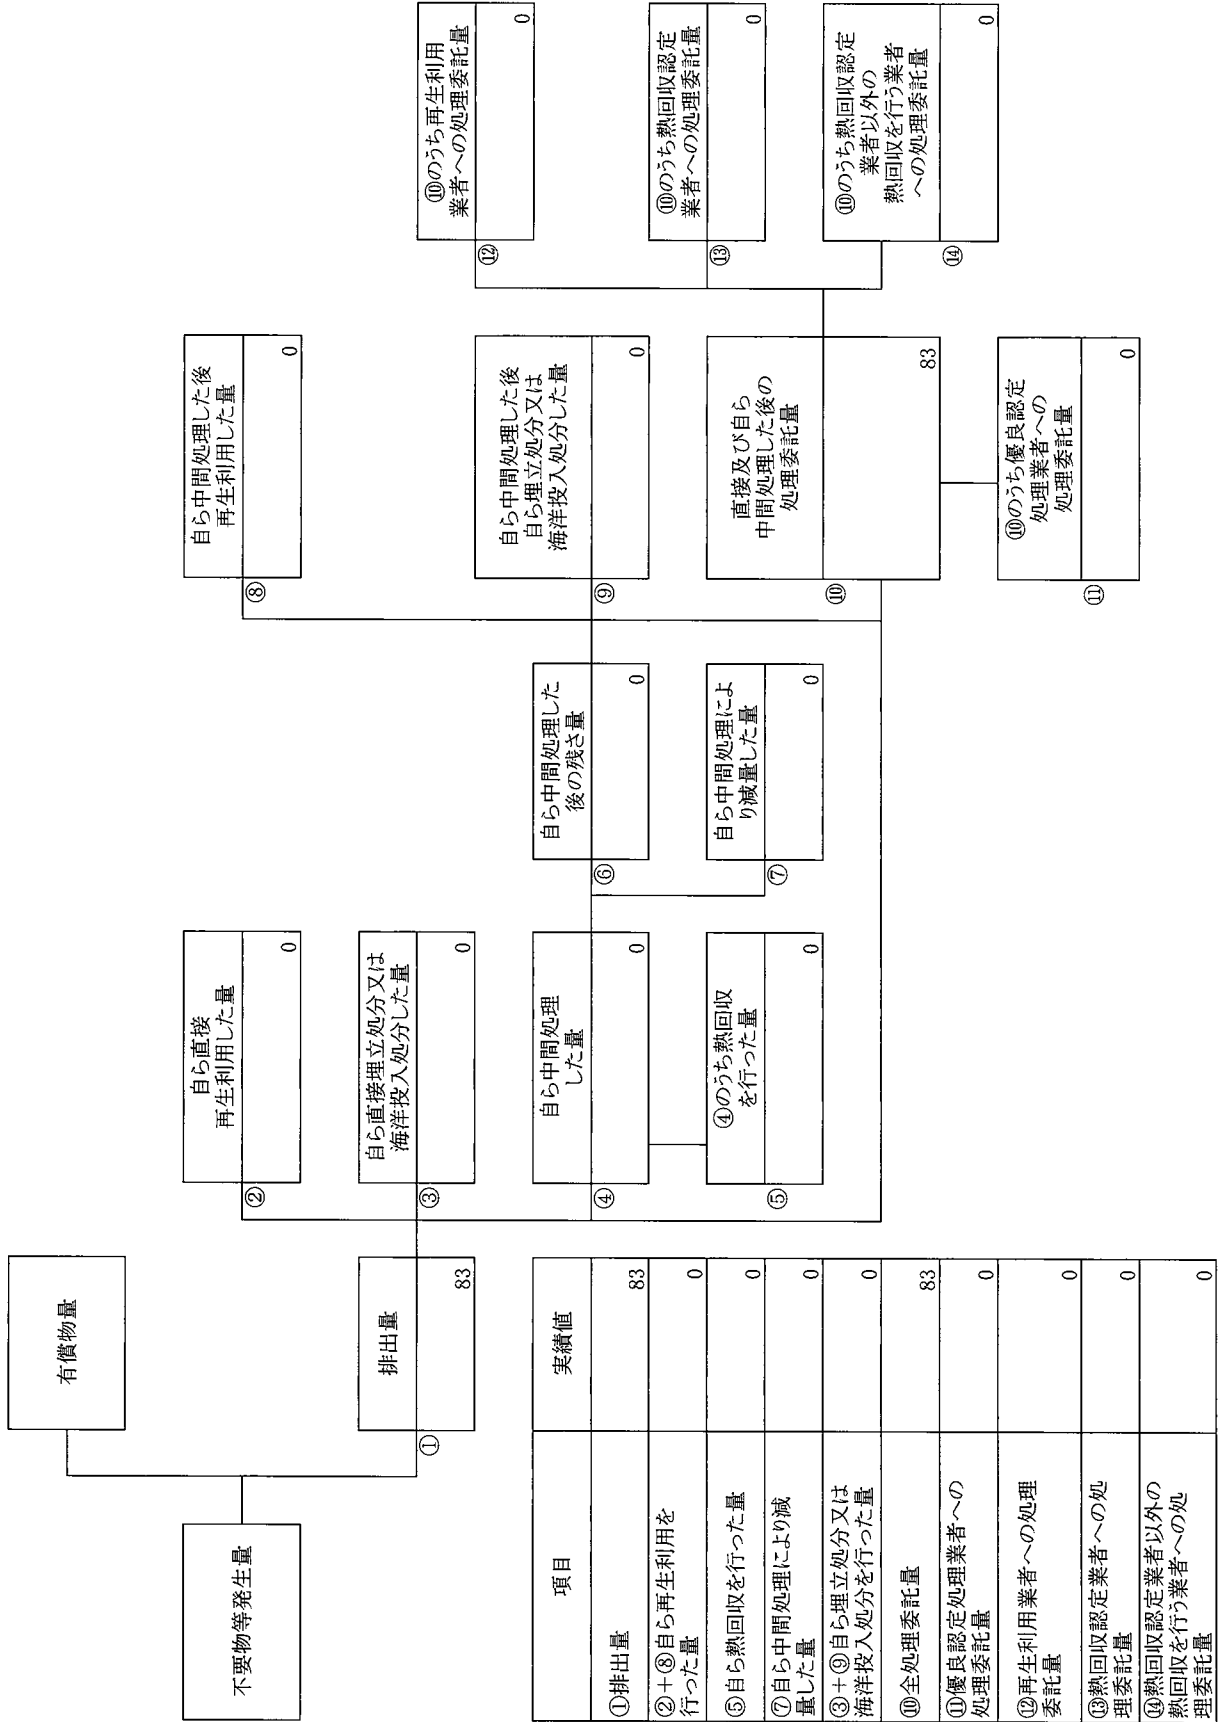 不要物等発生量
有償物量
排出量
①
83
自ら直接
再生利用した量
②
0
自ら直接埋立処分又は
海洋投入処分した量
③
0
自ら中間処理
した量
④
0
④のうち熱回収
を行った量
⑤
0
自ら中間処理した
後の残さ量
⑥
0
自ら中間処理によ
り減量した量
⑦
0
自ら中間処理した後
再生利用した量
⑧
0
自ら中間処理した後
自ら埋立処分又は
海洋投入処分した量
⑨
0
直接及び自ら
中間処理した後の
処理委託量
⑩
83
⑩のうち優良認定
処理業者への
処理委託量
⑪
0
⑩のうち再生利用
業者への処理委託量
⑫
0
⑩のうち熱回収認定
業者への処理委託量
⑬
0
⑩のうち熱回収認定
業者以外の
熱回収を行う業者
への処理委託量
⑭
0
項目 実績値
①排出量 83
②+⑧自ら再生利用を
行った量 0
⑤自ら熱回収を行った量 0
⑦自ら中間処理により減
量した量 0
③+⑨自ら埋立処分又は
海洋投入処分を行った量 0
⑩全処理委託量 83
⑪優良認定処理業者への
処理委託量 0
⑫再生利用業者への処理
委託量 0
⑬熱回収認定業者への処
理委託量 0
⑭熱回収認定業者以外の
熱回収を行う業者への処
理委託量 0